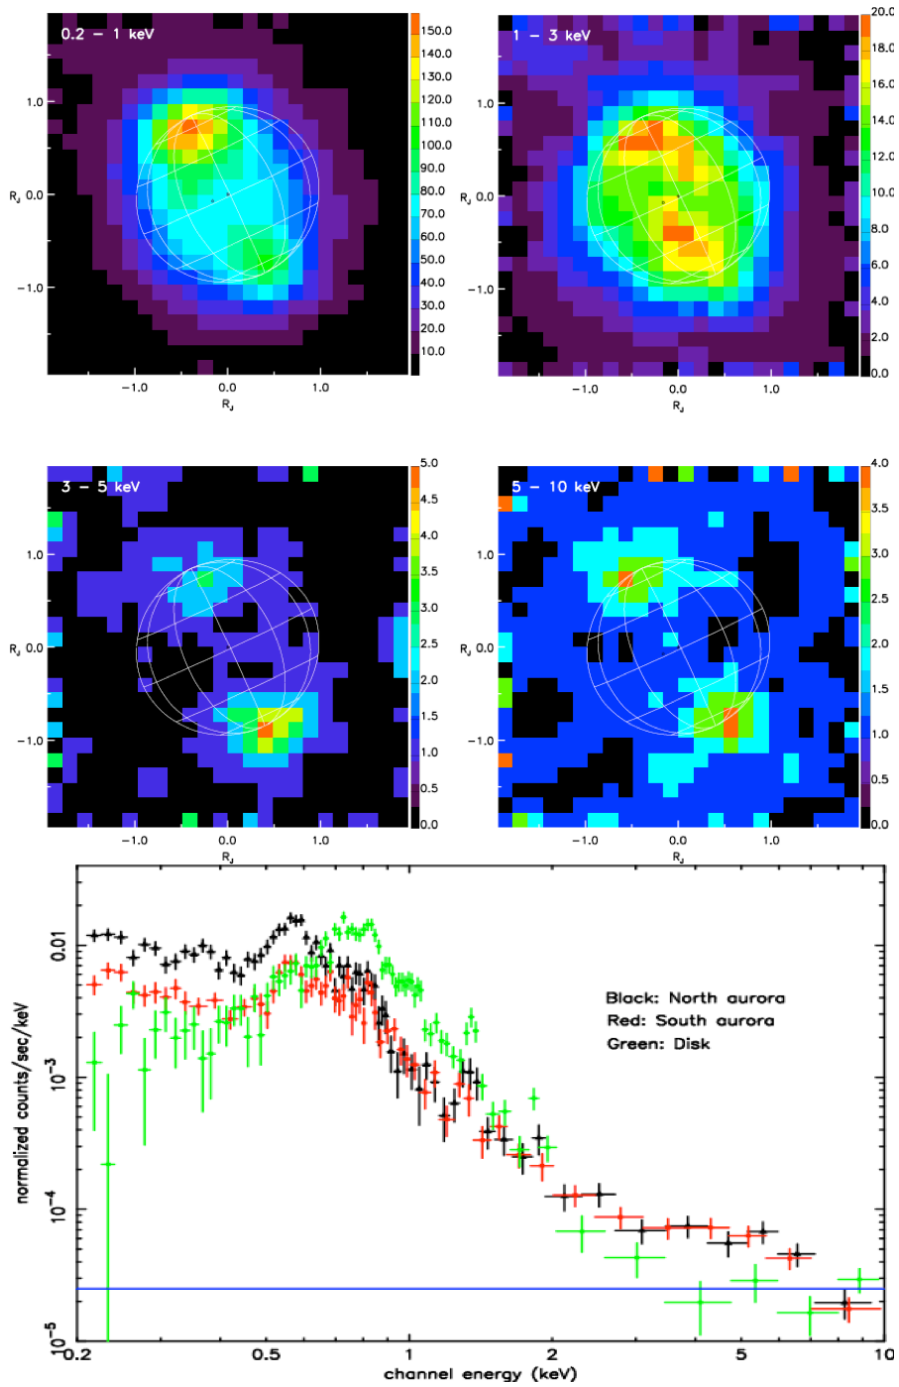 0.2 – 1 keV
150.0
140.0
130.0
120.0
110.0
100.0
90.0
80.0
70.0
60.0
50.0
40.0
30.0
20.0
10.0
1.0
0.0
−1.0
R_J
−1.0 0.0 1.0
R_J
1 – 3 keV
20.0
18.0
16.0
14.0
12.0
10.0
8.0
6.0
4.0
2.0
0.0
1.0
0.0
−1.0
R_J
−1.0 0.0 1.0
R_J
3 – 5 keV
5.0
4.5
4.0
3.5
3.0
2.5
2.0
1.5
1.0
0.5
0.0
1.0
0.0
−1.0
R_J
−1.0 0.0 1.0
R_J
5 – 10 keV
4.0
3.5
3.0
2.5
2.0
1.5
1.0
0.5
0.0
1.0
0.0
−1.0
R_J
−1.0 0.0 1.0
R_J
normalized counts/sec/keV
0.01
10⁻³
10⁻⁴
10⁻⁵
Black: North aurora
Red: South aurora
Green: Disk
0.2 0.5 1 2 5 10
channel energy (keV)